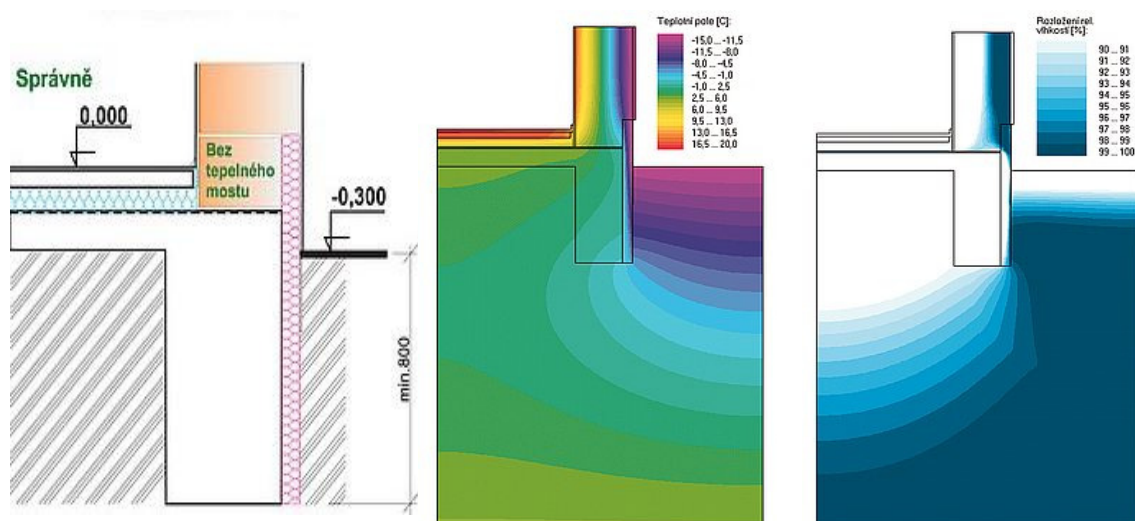 Správně
0,000
Bez
tepelného
mostu
-0,300
min.800
Teplotní pole [C]:
-15,0 ... -11,5
-11,5 ... -8,0
-8,0 ... -4,5
-4,5 ... -1,0
-1,0 ... 2,5
2,5 ... 6,0
6,0 ... 9,5
9,5 ... 13,0
13,0 ... 16,5
16,5 ... 20,0
Rozložení rel.
vlhkostí [%]:
90 ... 91
91 ... 92
92 ... 93
93 ... 94
94 ... 95
95 ... 96
96 ... 97
97 ... 98
98 ... 99
99 ... 100